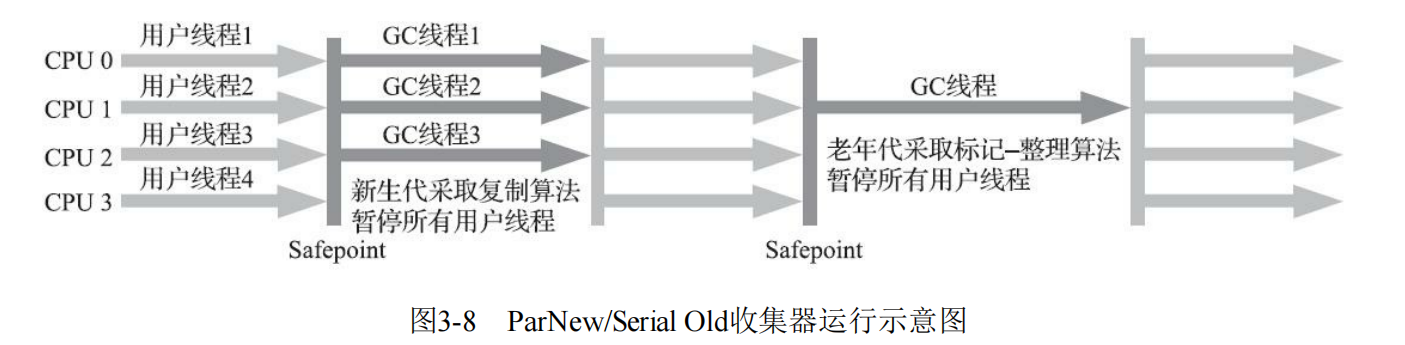 用户线程1
GC线程1
CPU 0
用户线程2
GC线程2
GC线程
CPU 1
用户线程3
GC线程3
CPU 2
老年代采取标记–整理算法
暂停所有用户线程
用户线程4
CPU 3
新生代采取复制算法
暂停所有用户线程
Safepoint
Safepoint
图3-8 ParNew/Serial Old收集器运行示意图